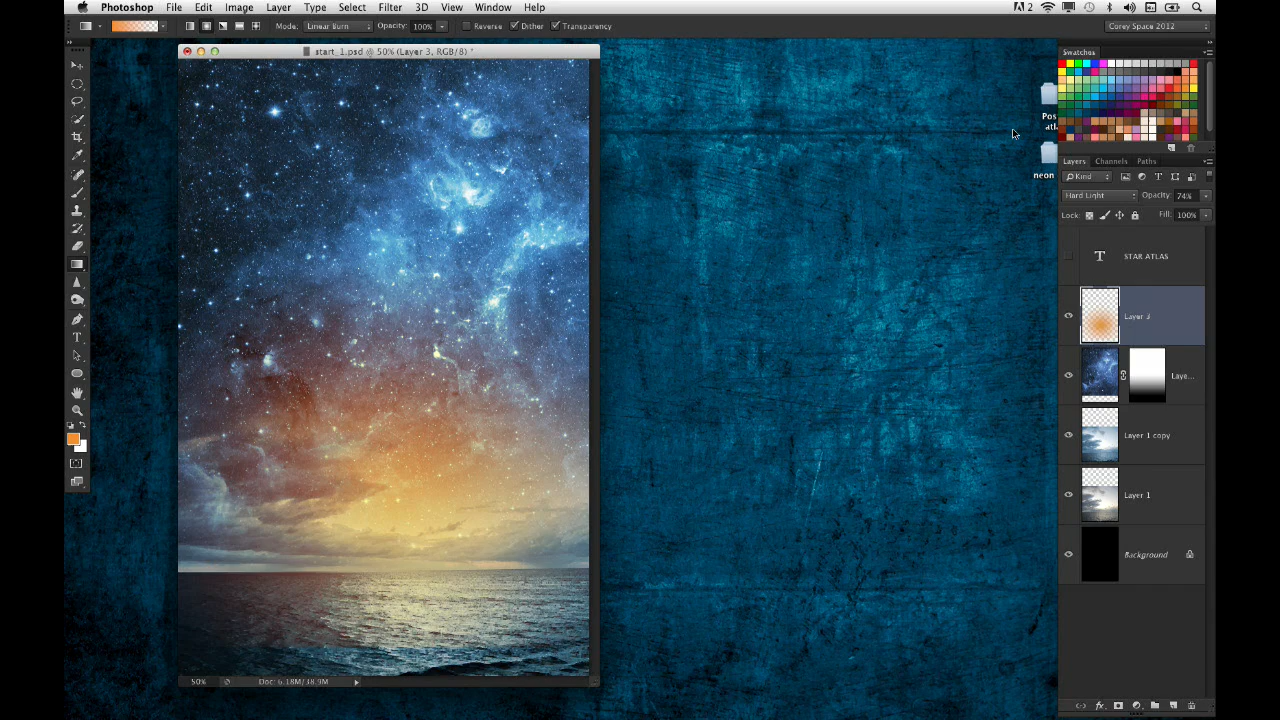 Photoshop File Edit Image Layer Type Select Filter 3D View Window Help
2
Mode: Linear Burn Opacity: 100% Reverse Dither Transparency
Corey Space 2012
start_1.psd @ 50% (Layer 3, RGB/8) *
Swatches
neon
Layers Channels Paths
Kind
Hard Light Opacity: 74%
Lock: Fill: 100%
T STAR ATLAS
Layer 3
Laye...
Layer 1 copy
Layer 1
Background
50% Doc: 6.18M/38.9M